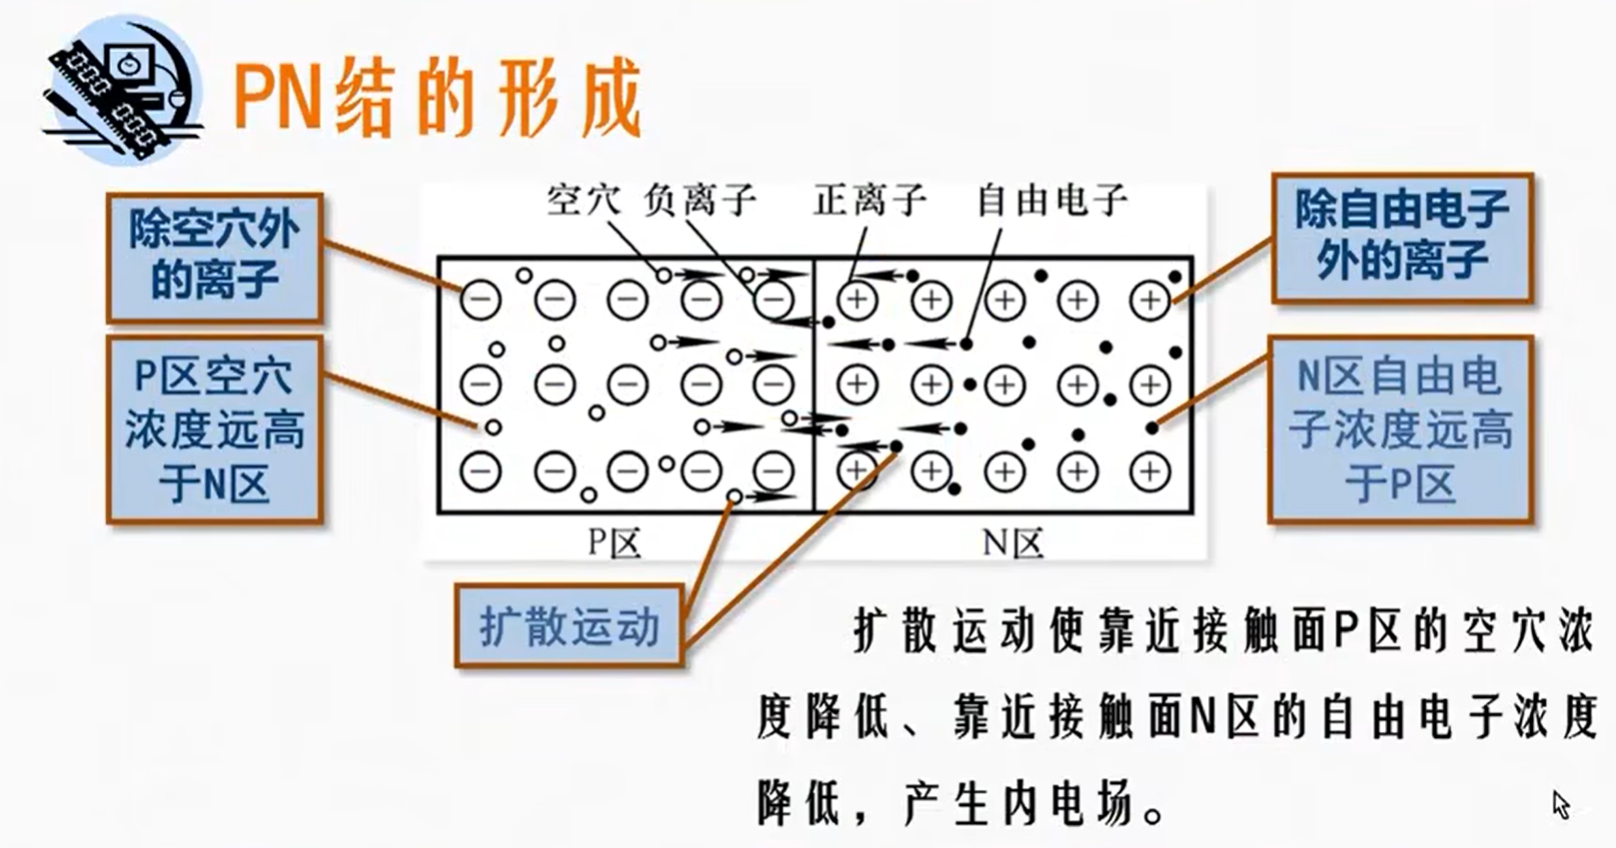 PN结的形成
空穴 负离子 正离子 自由电子
除空穴外
的离子
除自由电子
外的离子
P区空穴
浓度远高
于N区
N区自由电
子浓度远高
于P区
P区
N区
扩散运动
扩散运动使靠近接触面P区的空穴浓
度降低、靠近接触面N区的自由电子浓度
降低，产生内电场。